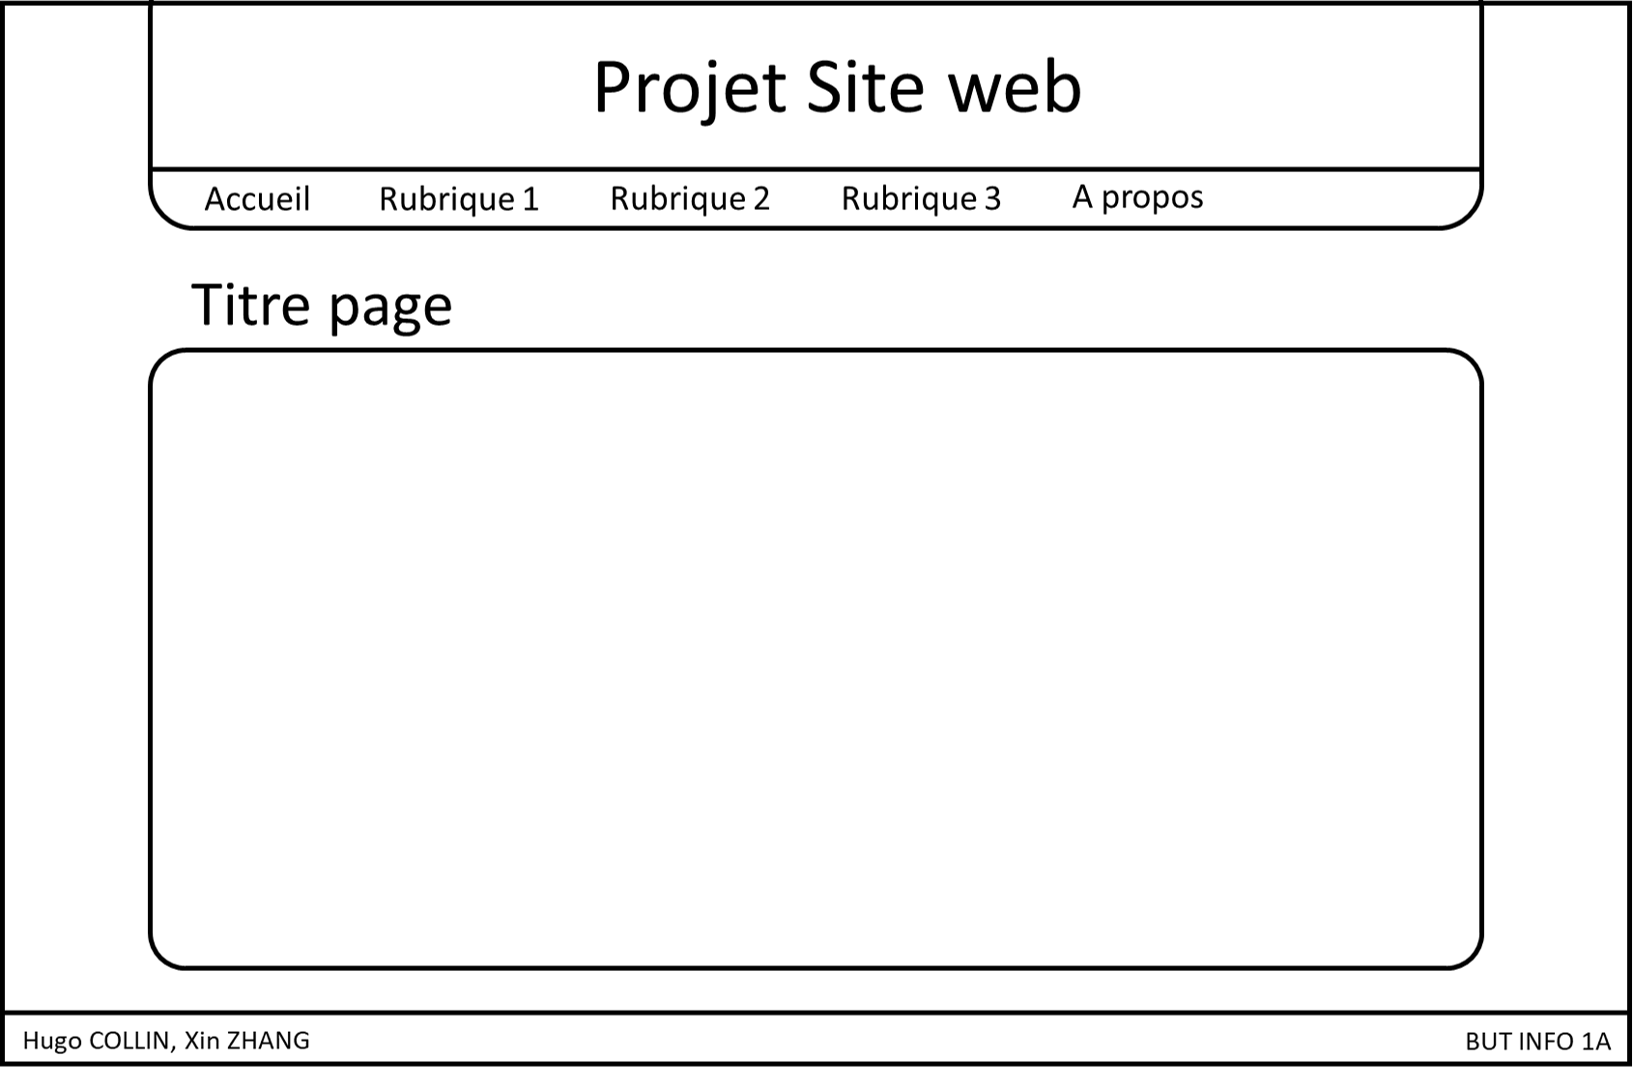 Projet Site web
Accueil Rubrique 1 Rubrique 2 Rubrique 3 A propos
Titre page
Hugo COLLIN, Xin ZHANG BUT INFO 1A